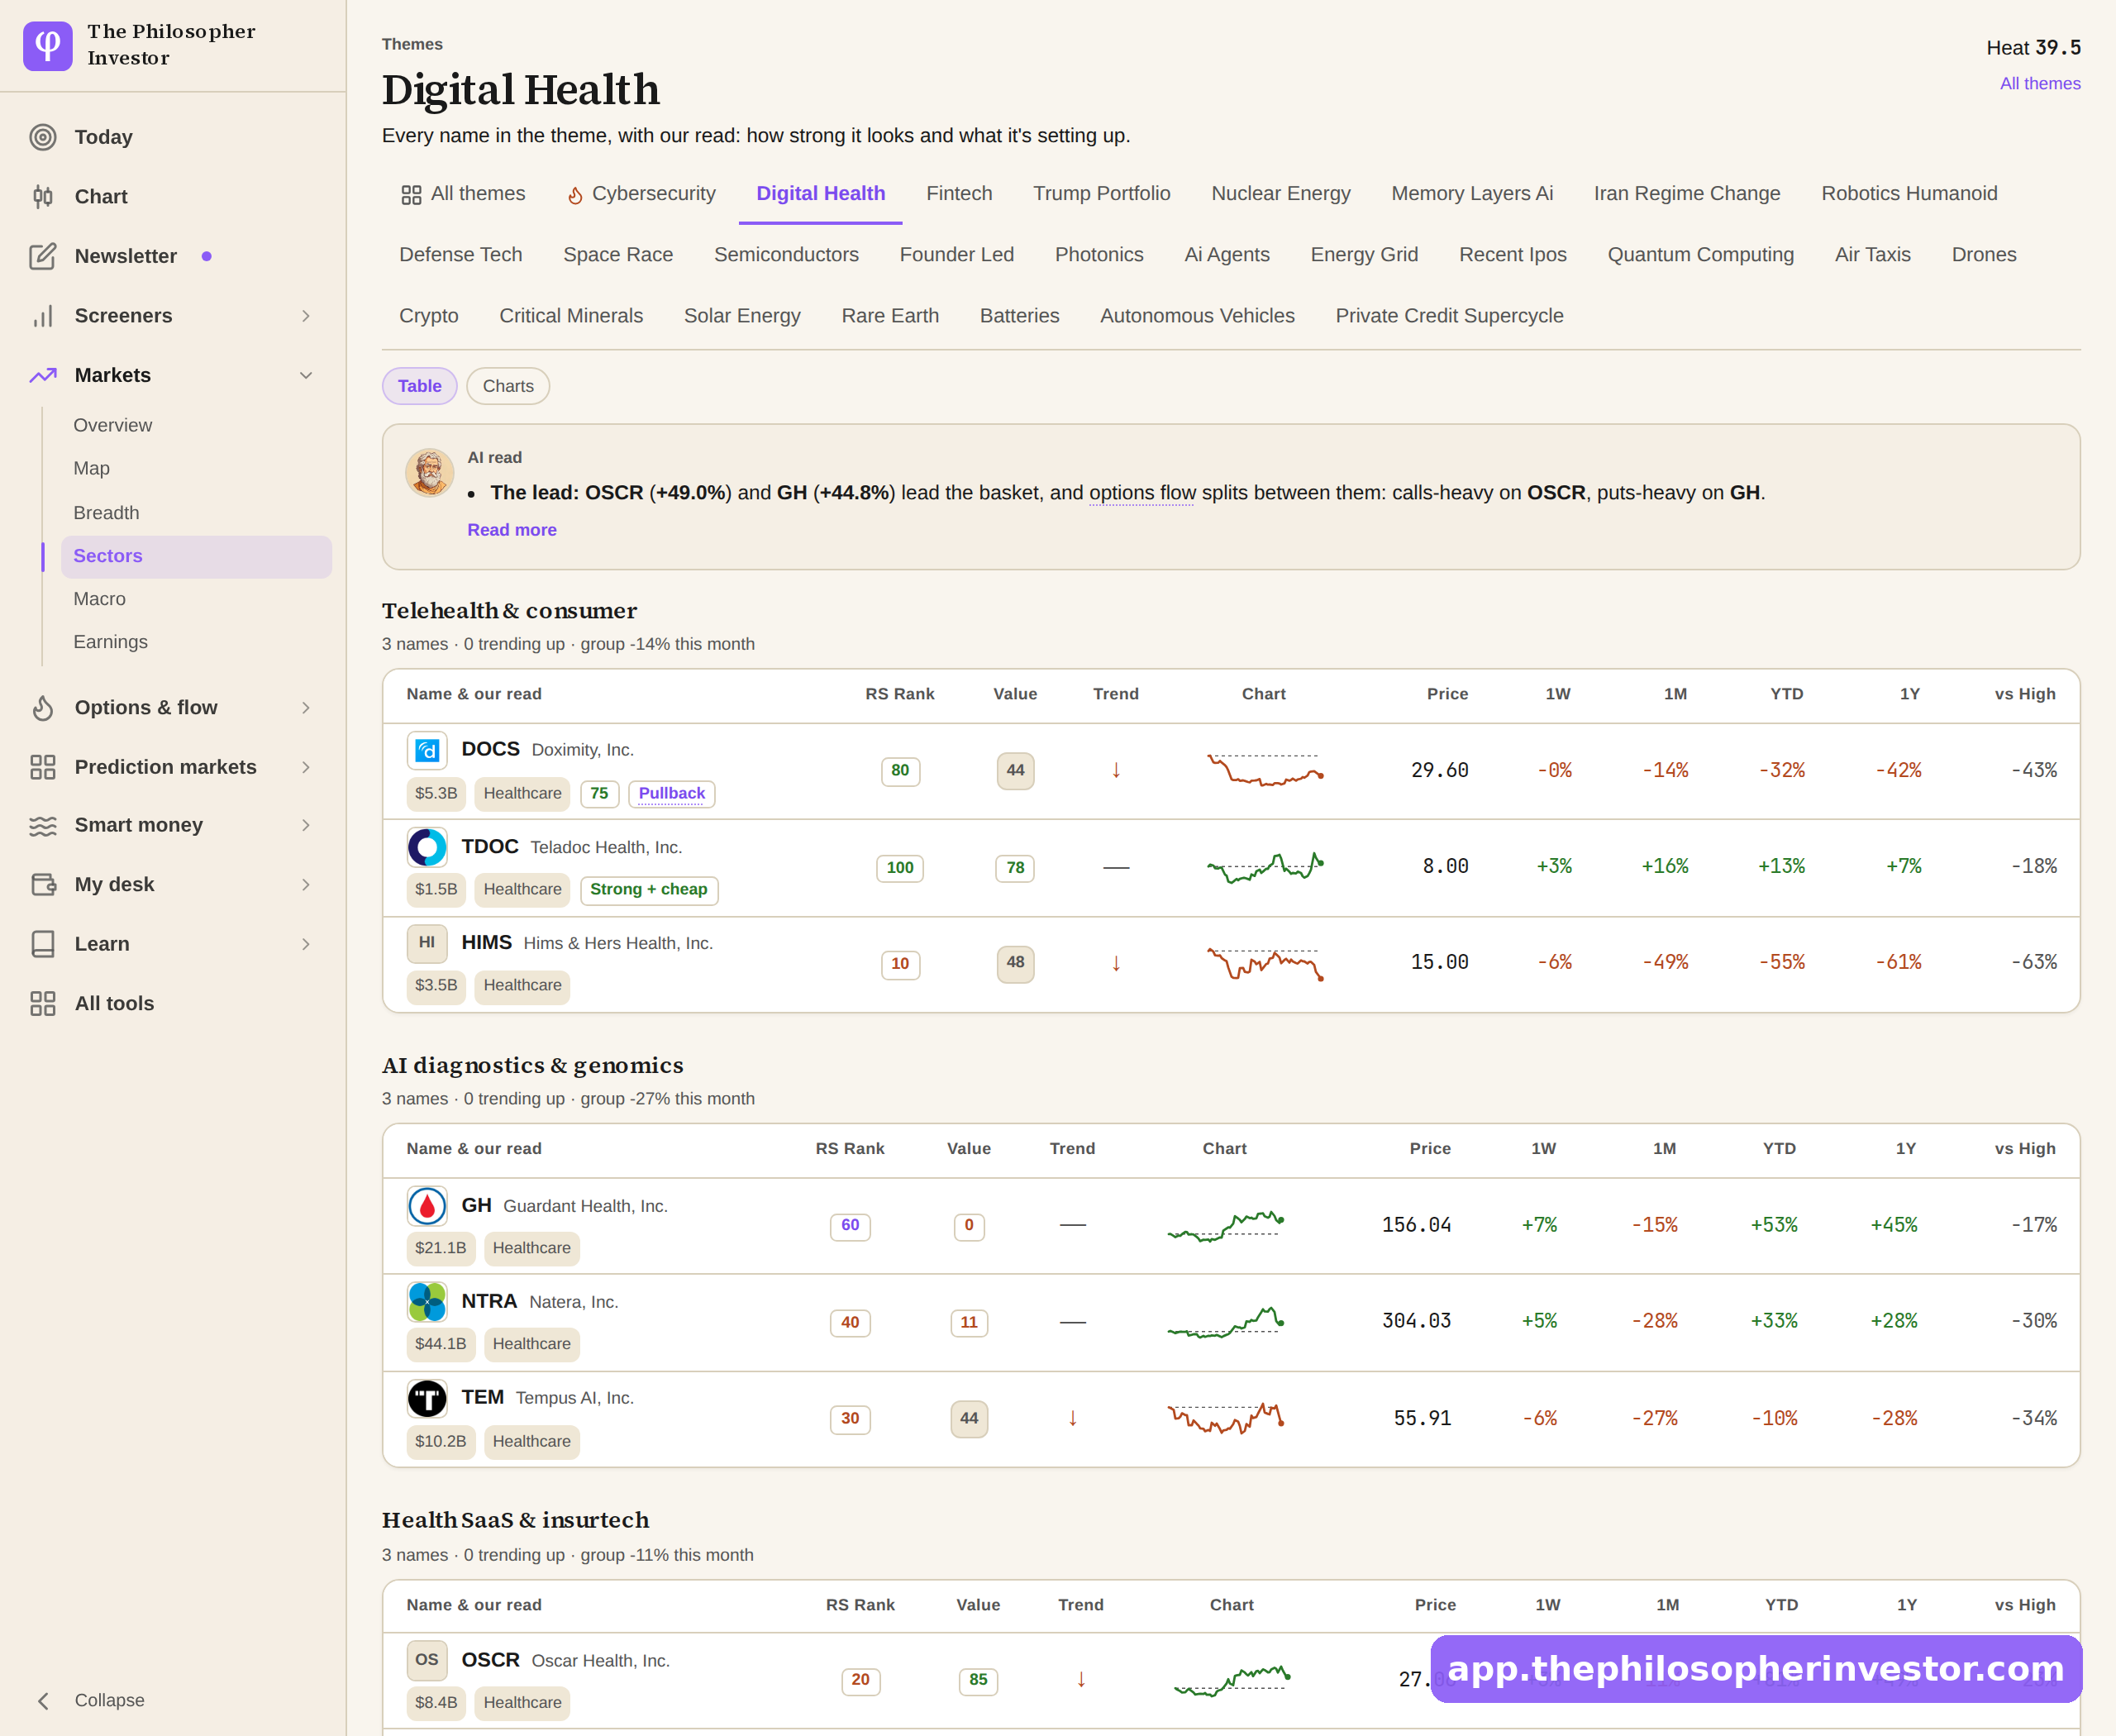 φ The Philosopher
Investor
Today
Chart
Newsletter
Screeners
Markets
Overview
Map
Breadth
Sectors
Macro
Earnings
Options & flow
Prediction markets
Smart money
My desk
Learn
All tools
Collapse
Themes
Heat 39.5
Digital Health
All themes
Every name in the theme, with our read: how strong it looks and what it's setting up.
All themes Cybersecurity Digital Health Fintech Trump Portfolio Nuclear Energy Memory Layers Ai Iran Regime Change Robotics Humanoid
Defense Tech Space Race Semiconductors Founder Led Photonics Ai Agents Energy Grid Recent Ipos Quantum Computing Air Taxis Drones
Crypto Critical Minerals Solar Energy Rare Earth Batteries Autonomous Vehicles Private Credit Supercycle
Table Charts
AI read
• The lead: OSCR (+49.0%) and GH (+44.8%) lead the basket, and options flow splits between them: calls-heavy on OSCR, puts-heavy on GH.
Read more
Telehealth & consumer
3 names · 0 trending up · group -14% this month
Name & our read RS Rank Value Trend Chart Price 1W 1M YTD 1Y vs High
DOCS Doximity, Inc.
80 44 ↓ 29.60 -0% -14% -32% -42% -43%
$5.3B Healthcare 75 Pullback
TDOC Teladoc Health, Inc.
100 78 — 8.00 +3% +16% +13% +7% -18%
$1.5B Healthcare Strong + cheap
HI HIMS Hims & Hers Health, Inc.
10 48 ↓ 15.00 -6% -49% -55% -61% -63%
$3.5B Healthcare
AI diagnostics & genomics
3 names · 0 trending up · group -27% this month
Name & our read RS Rank Value Trend Chart Price 1W 1M YTD 1Y vs High
GH Guardant Health, Inc.
60 0 — 156.04 +7% -15% +53% +45% -17%
$21.1B Healthcare
NTRA Natera, Inc.
40 11 — 304.03 +5% -28% +33% +28% -30%
$44.1B Healthcare
TEM Tempus AI, Inc.
30 44 ↓ 55.91 -6% -27% -10% -28% -34%
$10.2B Healthcare
Health SaaS & insurtech
3 names · 0 trending up · group -11% this month
Name & our read RS Rank Value Trend Chart Price 1W 1M YTD 1Y vs High
OS OSCR Oscar Health, Inc.
20 85 ↓ 27.
$8.4B Healthcare
app.thephilosopherinvestor.com